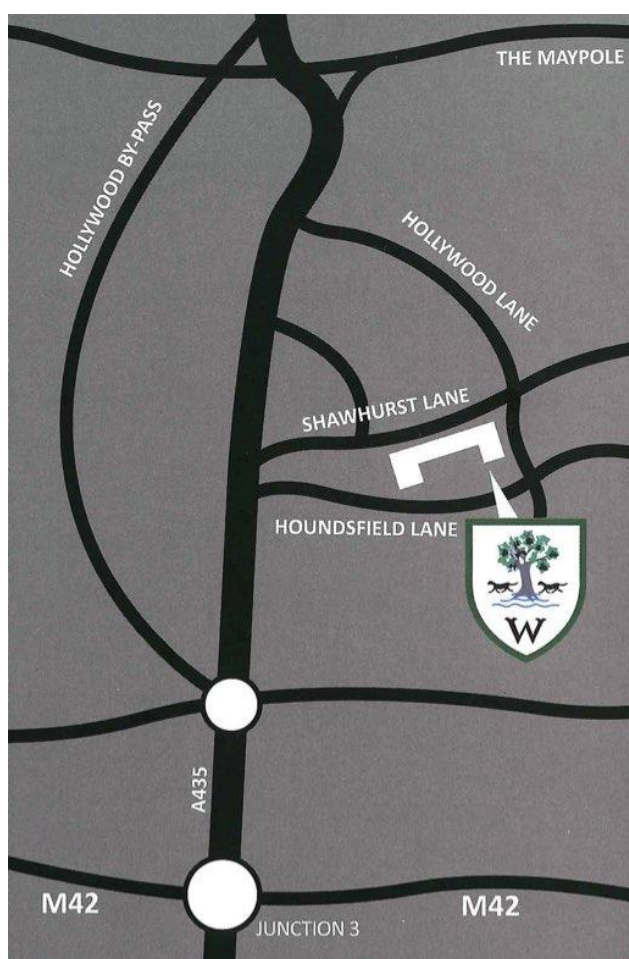 THE MAYPOLE
HOLLYWOOD BY-PASS
HOLLYWOOD LANE
SHAWHURST LANE
HOUNDSFIELD LANE
W
A435
M42
M42
JUNCTION 3